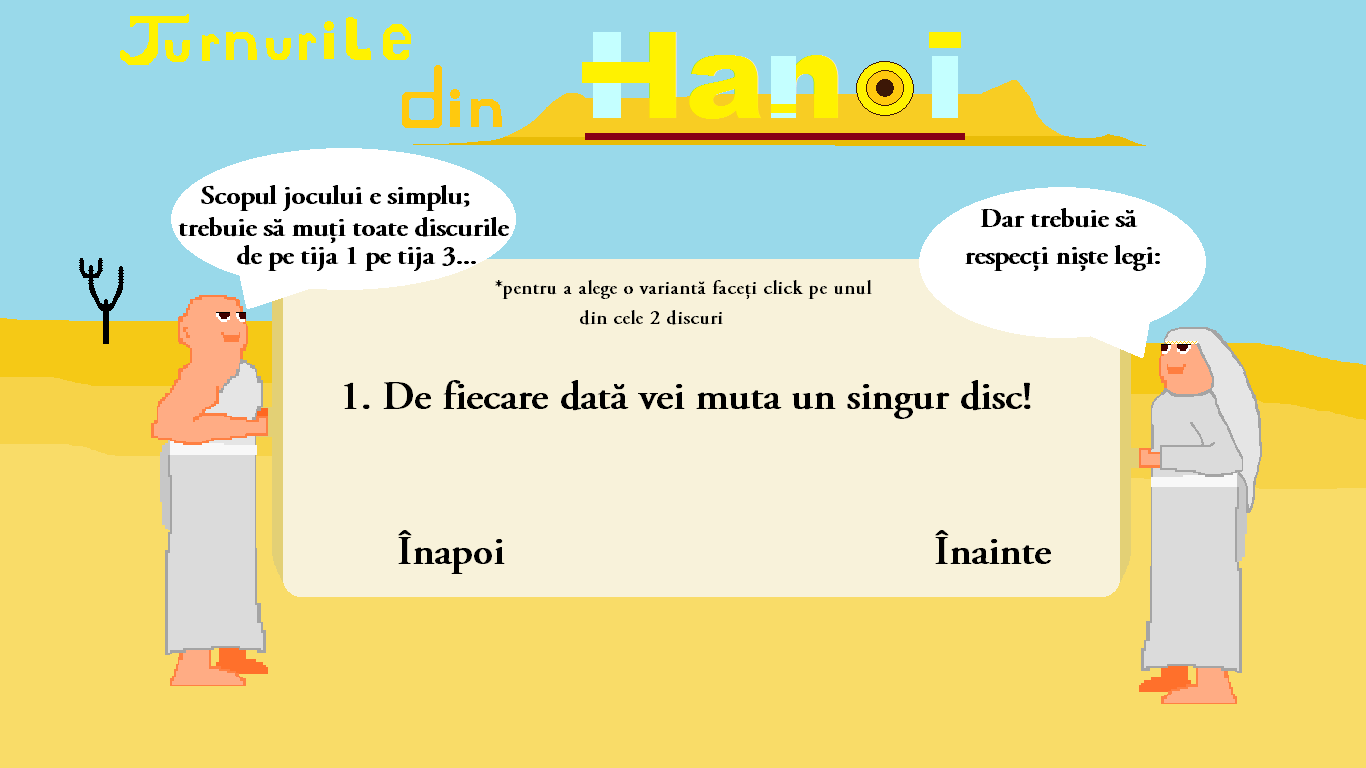 Turnurile
din Hanoi
Scopul jocului e simplu;
trebuie să muți toate discurile
de pe tija 1 pe tija 3...
Dar trebuie să
respecți niște legi:
*pentru a alege o variantă faceți click pe unul
din cele 2 discuri
1. De fiecare dată vei muta un singur disc!
Înapoi
Înainte